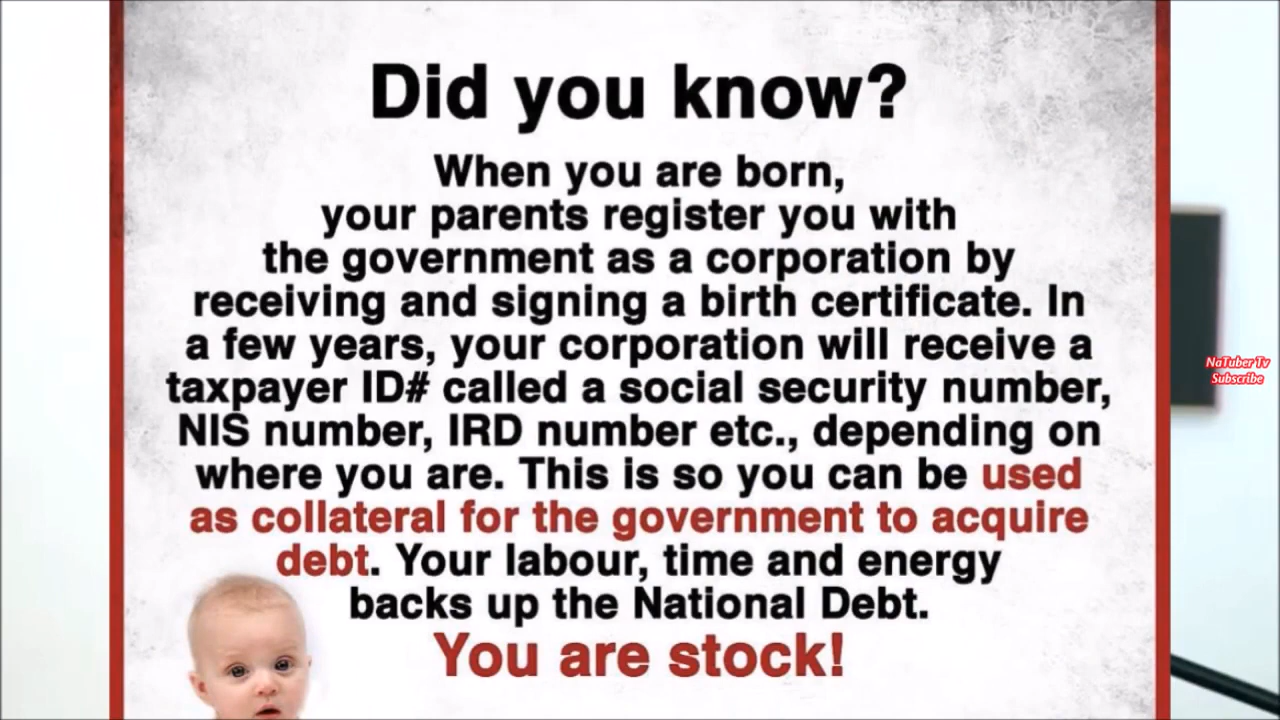 Did you know?
When you are born,
your parents register you with
the government as a corporation by
receiving and signing a birth certificate. In
a few years, your corporation will receive a
taxpayer ID# called a social security number,
NIS number, IRD number etc., depending on
where you are. This is so you can be used
as collateral for the government to acquire
debt. Your labour, time and energy
backs up the National Debt.
You are stock!
NaTuber Tv
Subscribe